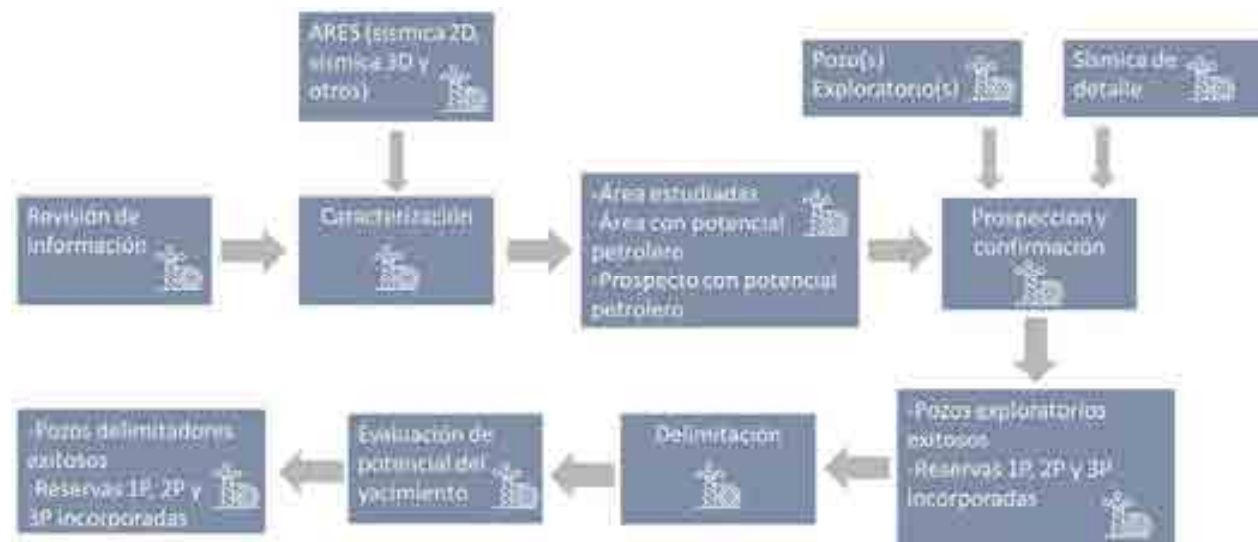 ARES (sísmica 2D,
sísmica 3D y
otros)
Pozo(s)
Exploratorio(s)
Sísmica de
detalle
Revisión de
información
Caracterización
-Área estudiadas
-Área con potencial
petrolero
-Prospecto con potencial
petrolero
Prospección y
confirmación
-Pozos exploratorios
exitosos
-Reservas 1P, 2P y 3P
incorporadas
Delimitación
Evaluación de
potencial del
yacimiento
-Pozos delimitadores
exitosos
-Reservas 1P, 2P y
3P incorporadas